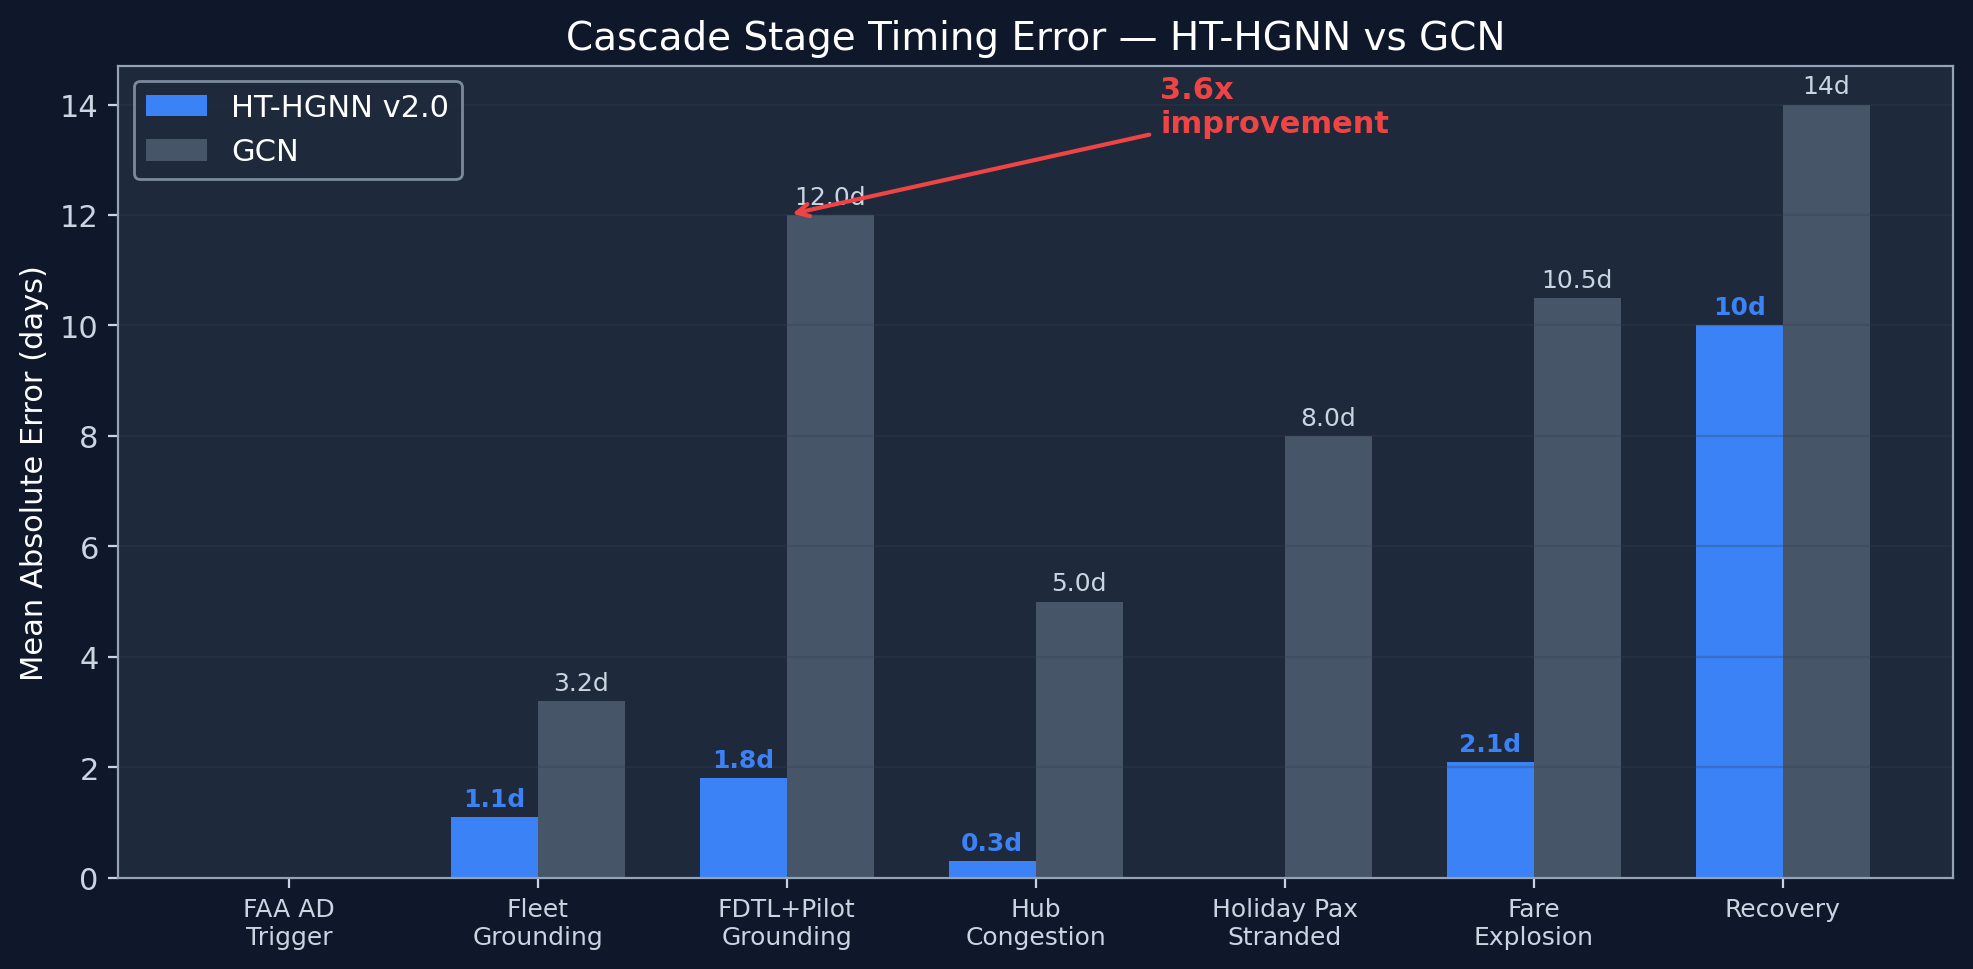 Cascade Stage Timing Error — HT-HGNN vs GCN
HT-HGNN v2.0
GCN
3.6x
improvement
Mean Absolute Error (days)
14
12
10
8
6
4
2
0
1.1d
3.2d
1.8d
12.0d
0.3d
5.0d
8.0d
2.1d
10.5d
10d
14d
FAA AD
Trigger
Fleet
Grounding
FDTL+Pilot
Grounding
Hub
Congestion
Holiday Pax
Stranded
Fare
Explosion
Recovery